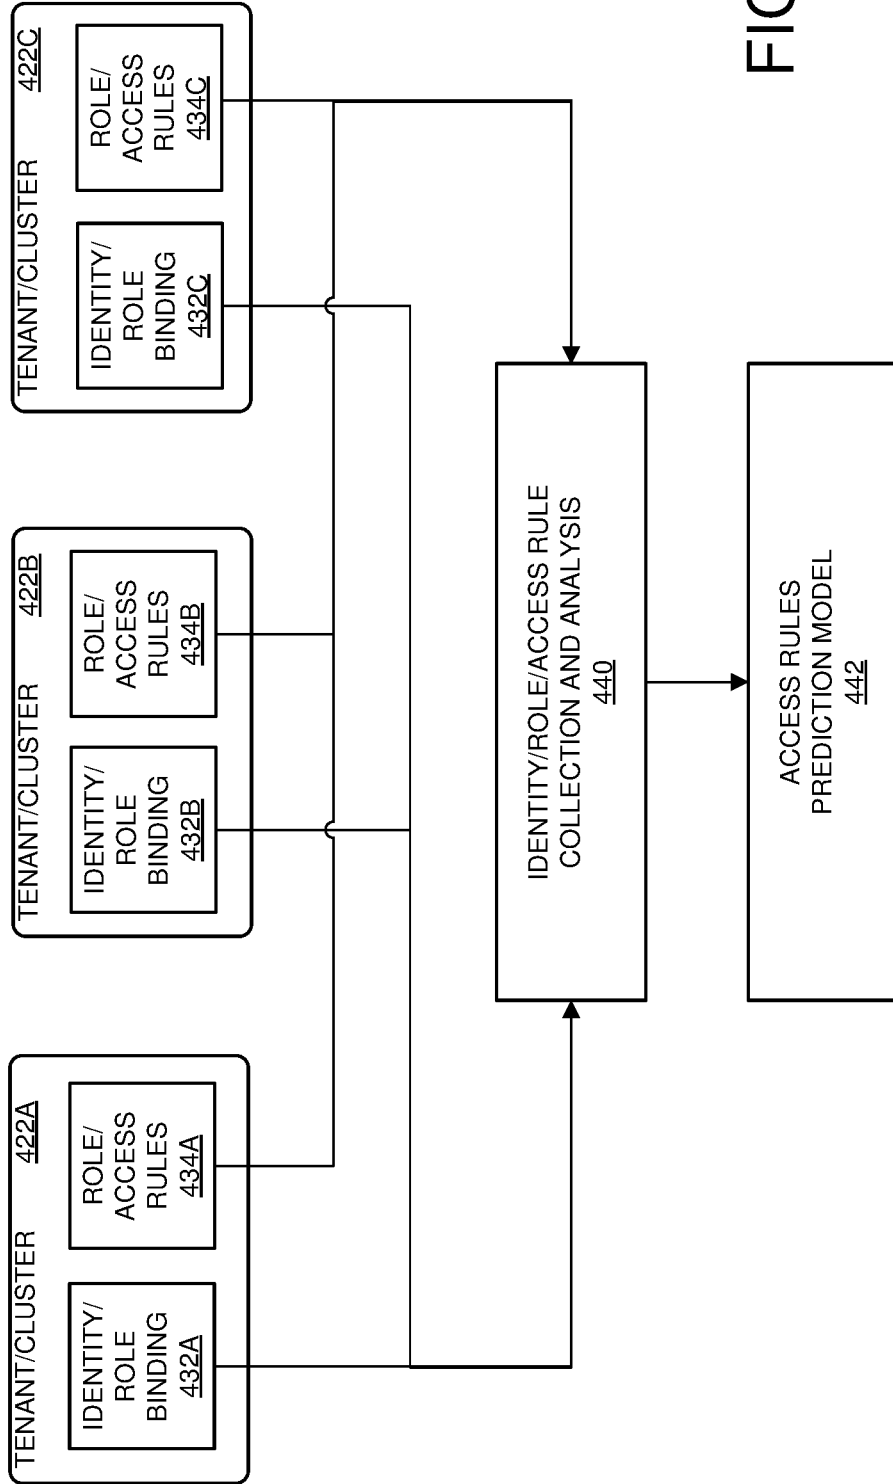 TENANT/CLUSTER 422A
IDENTITY/
ROLE
BINDING
432A
ROLE/
ACCESS
RULES
434A
TENANT/CLUSTER 422B
IDENTITY/
ROLE
BINDING
432B
ROLE/
ACCESS
RULES
434B
TENANT/CLUSTER 422C
IDENTITY/
ROLE
BINDING
432C
ROLE/
ACCESS
RULES
434C
IDENTITY/ROLE/ACCESS RULE
COLLECTION AND ANALYSIS
440
ACCESS RULES
PREDICTION MODEL
442
FIG